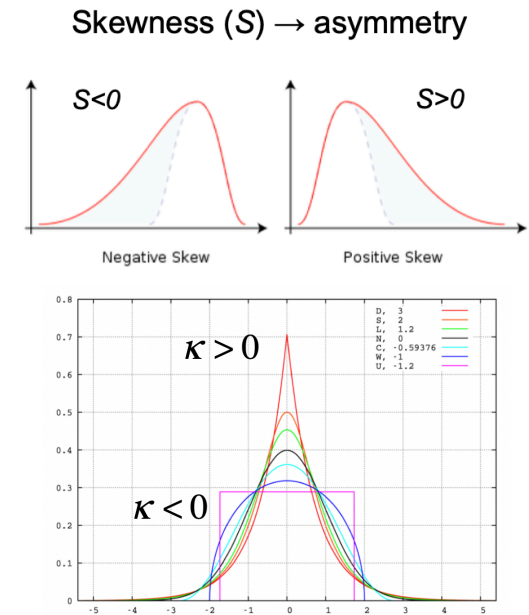 Skewness (S) → asymmetry
S<0
S>0
Negative Skew
Positive Skew
0.8
D, 3
S, 2
0.7
L, 1.2
κ > 0
N, 0
C, -0.59376
W, -1
U, -1.2
0.6
0.5
0.4
0.3
κ < 0
0.2
0.1
0
-5 -4 -3 -2 -1 0 1 2 3 4 5